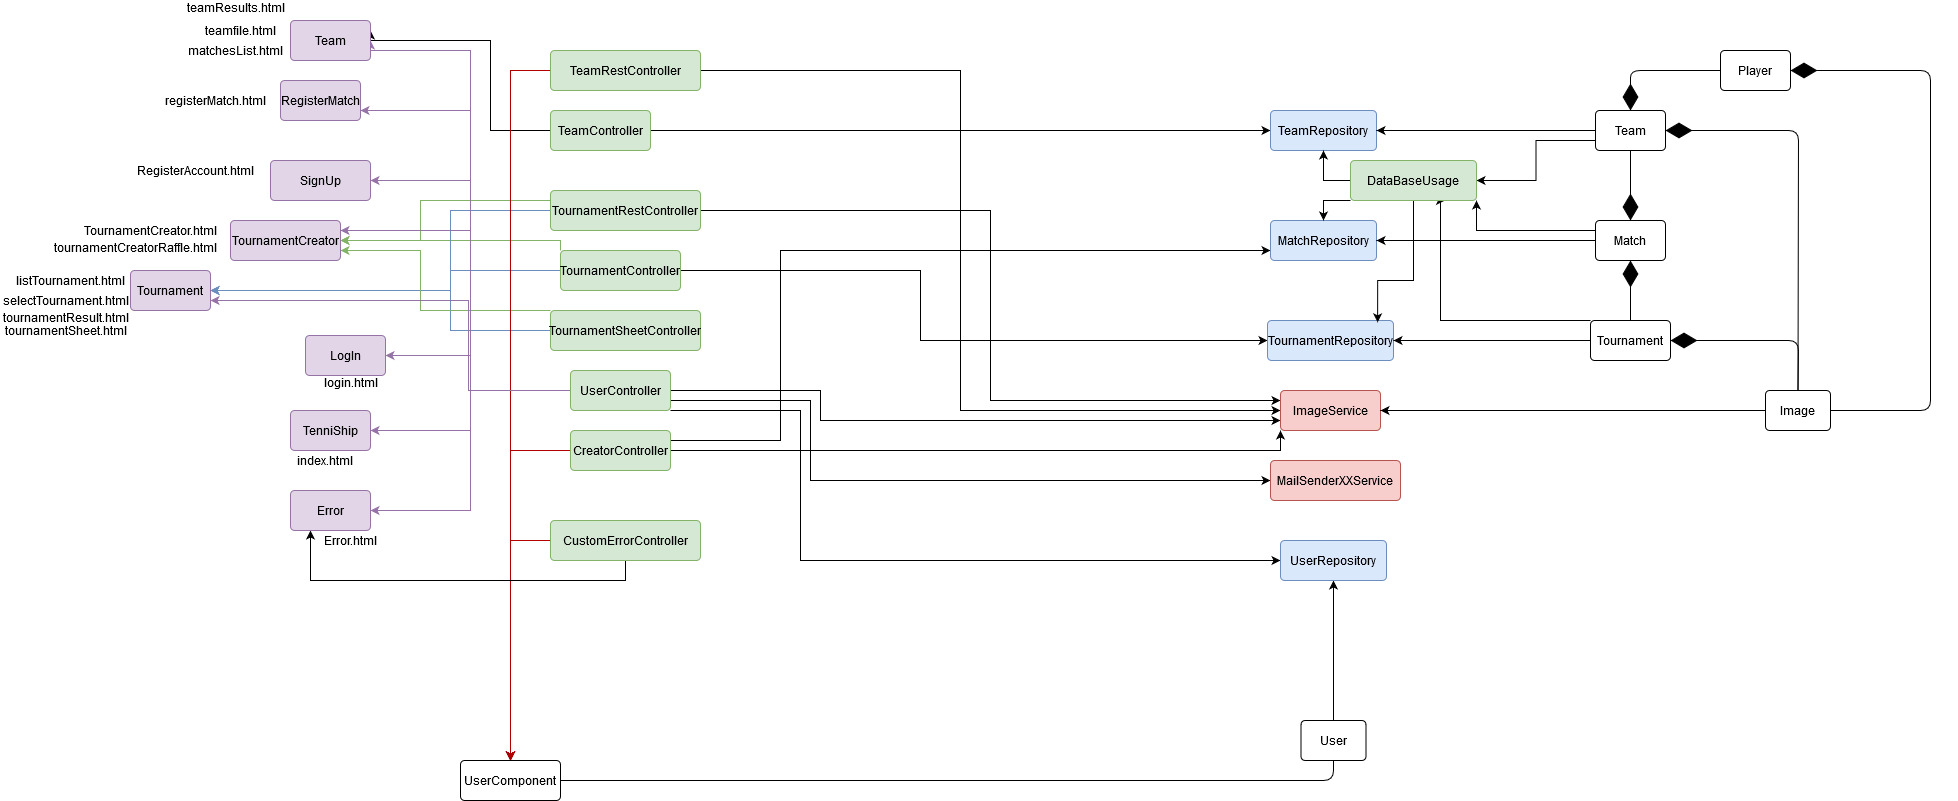 teamResults.html
teamfile.html
matchesList.html
Team
registerMatch.html
RegisterMatch
RegisterAccount.html
SignUp
TournamentCreator.html
tournamentCreatorRaffle.html
TournamentCreator
listTournament.html
selectTournament.html
tournamentResult.html
tournamentSheet.html
Tournament
LogIn
login.html
TenniShip
index.html
Error
Error.html
TeamRestController
TeamController
TournamentRestController
TournamentController
TournamentSheetController
UserController
CreatorController
CustomErrorController
UserComponent
TeamRepository
DataBaseUsage
MatchRepository
TournamentRepository
ImageService
MailSenderXXService
UserRepository
User
Player
Team
Match
Tournament
Image